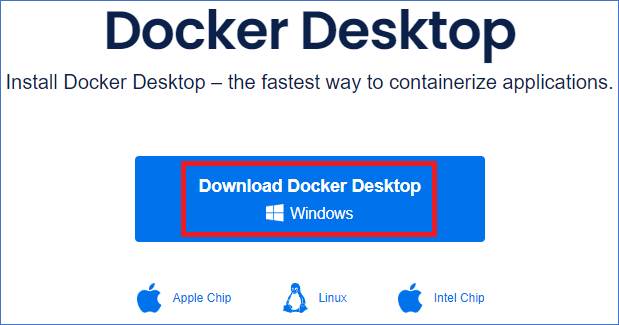 Docker Desktop
Install Docker Desktop – the fastest way to containerize applications.
Download Docker Desktop
Windows
Apple Chip Linux Intel Chip